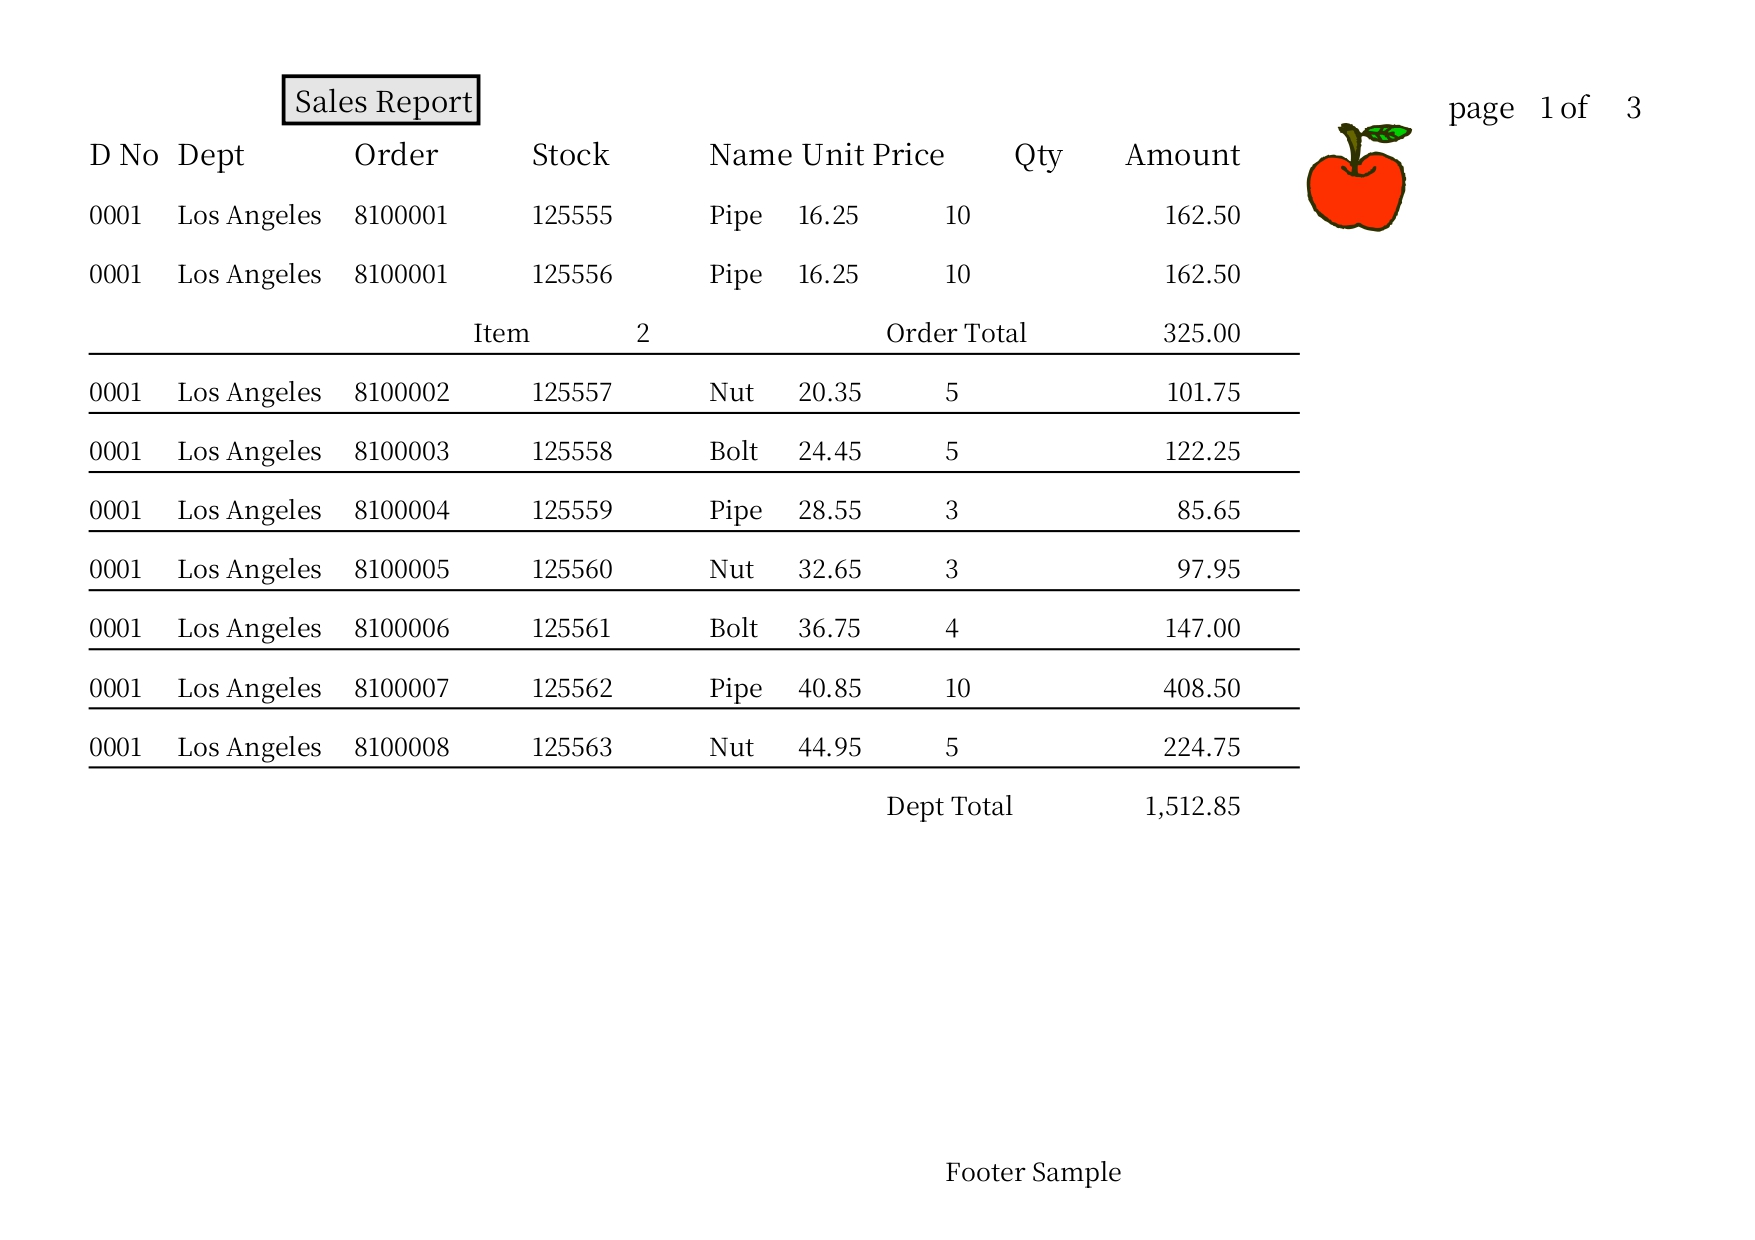 Sales Report
page 1 of 3
D No Dept Order Stock Name Unit Price Qty Amount
0001 Los Angeles 8100001 125555 Pipe 16.25 10 162.50
0001 Los Angeles 8100001 125556 Pipe 16.25 10 162.50
Item 2 Order Total 325.00
0001 Los Angeles 8100002 125557 Nut 20.35 5 101.75
0001 Los Angeles 8100003 125558 Bolt 24.45 5 122.25
0001 Los Angeles 8100004 125559 Pipe 28.55 3 85.65
0001 Los Angeles 8100005 125560 Nut 32.65 3 97.95
0001 Los Angeles 8100006 125561 Bolt 36.75 4 147.00
0001 Los Angeles 8100007 125562 Pipe 40.85 10 408.50
0001 Los Angeles 8100008 125563 Nut 44.95 5 224.75
Dept Total 1,512.85
Footer Sample